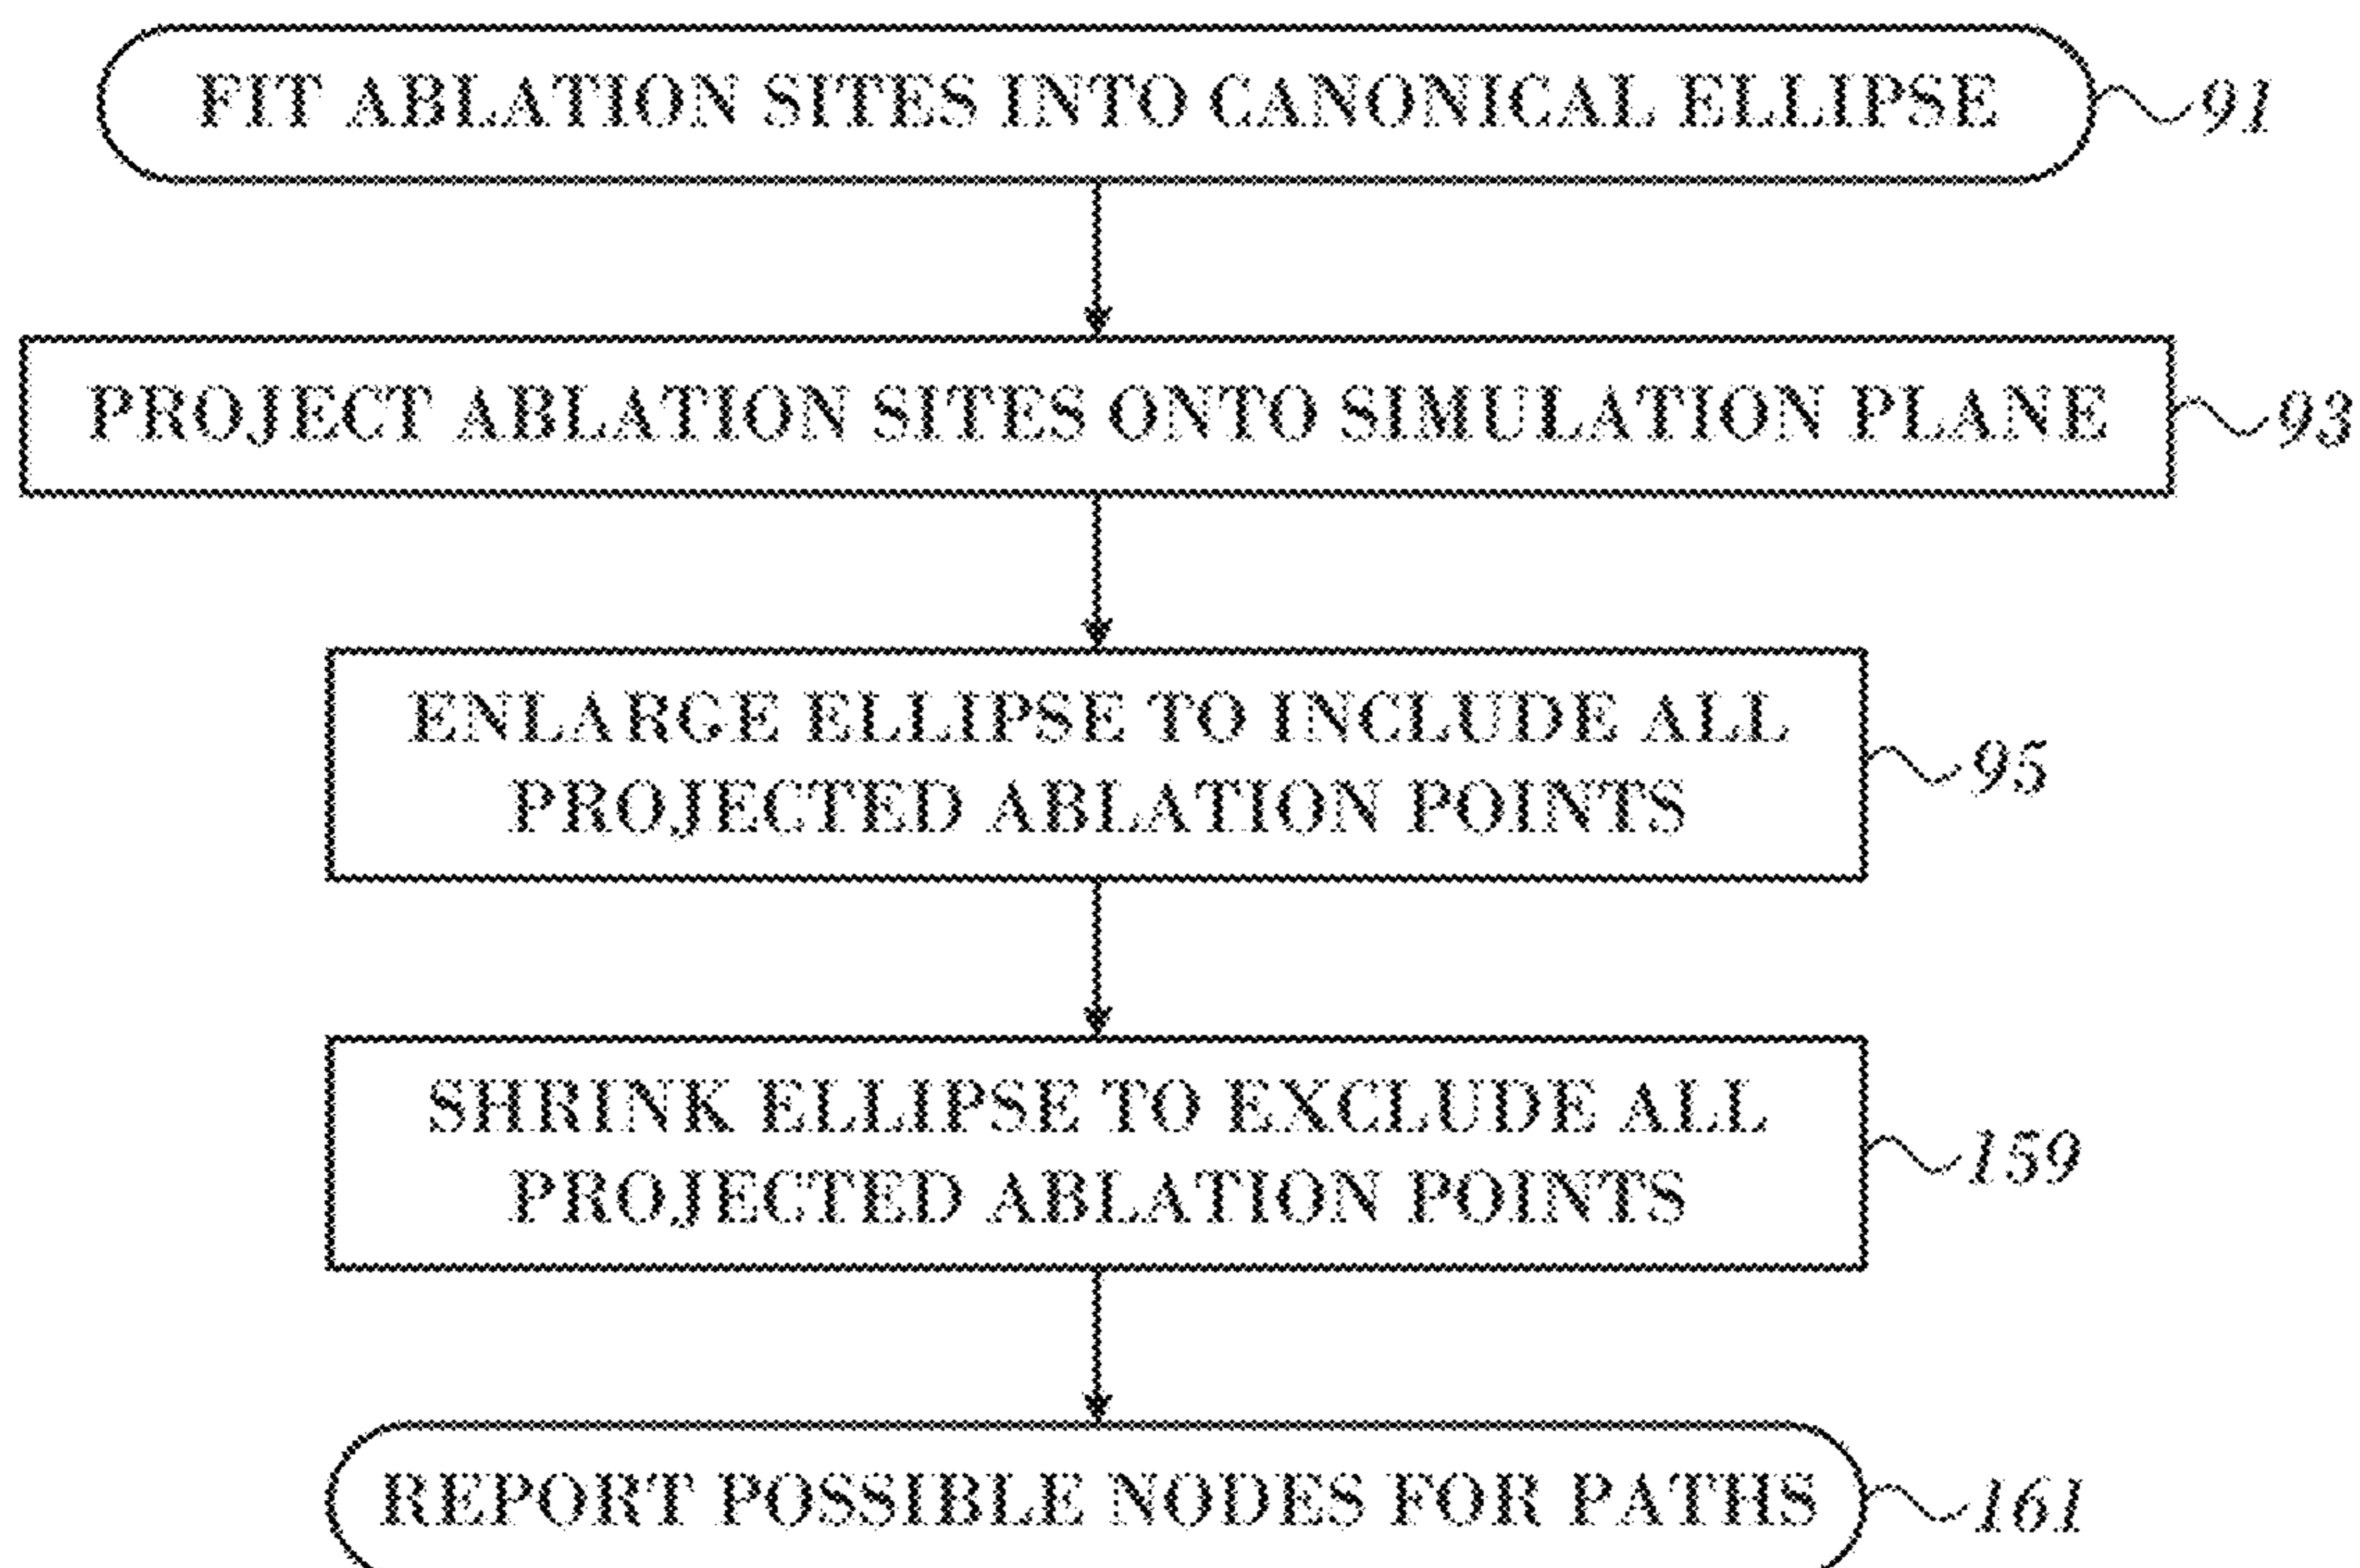 FIT ABLATION SITES INTO CANONICAL ELLIPSE 91
PROJECT ABLATION SITES ONTO SIMULATION PLANE 93
ENLARGE ELLIPSE TO INCLUDE ALL
PROJECTED ABLATION POINTS
95
SHRINK ELLIPSE TO EXCLUDE ALL
PROJECTED ABLATION POINTS
159
REPORT POSSIBLE NODES FOR PATHS 161